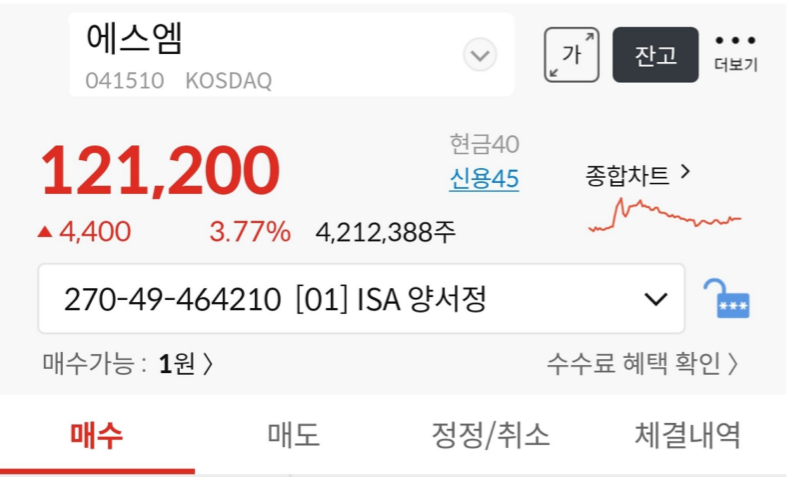 에스엠
041510 KOSDAQ
가
잔고
더보기
121,200
현금40
신용45
종합차트 >
▲ 4,400 3.77% 4,212,388주
270-49-464210 [01] ISA 양서정
***
매수가능 : 1원 〉
수수료 혜택 확인 〉
매수 매도 정정/취소 체결내역